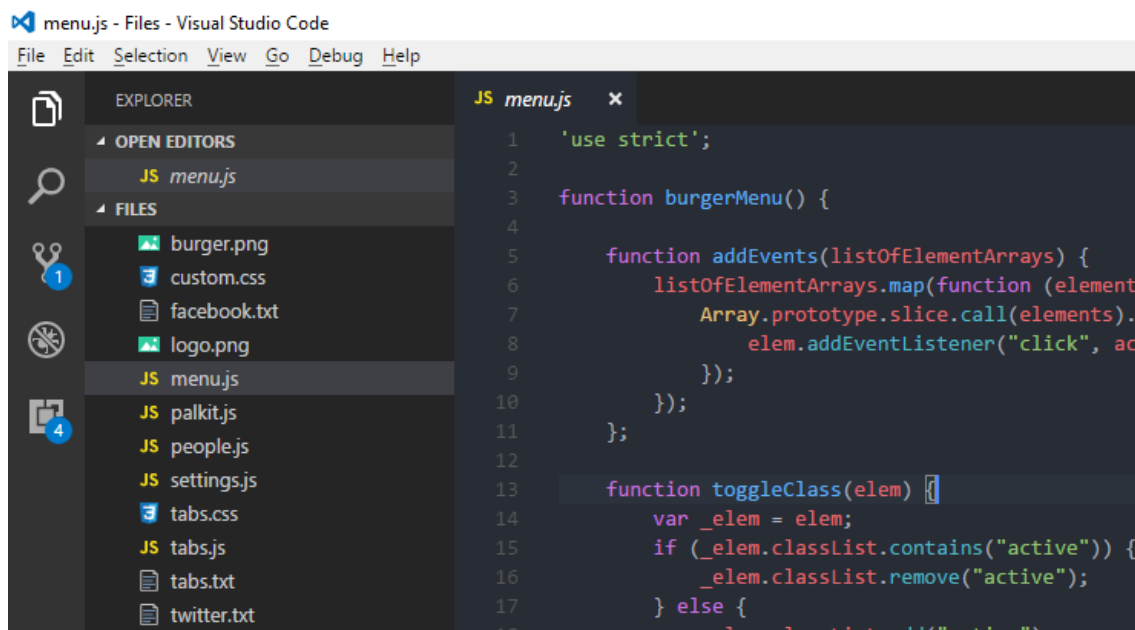 menu.js - Files - Visual Studio Code
File Edit Selection View Go Debug Help
EXPLORER
OPEN EDITORS
JS menu.js
FILES
burger.png
custom.css
facebook.txt
logo.png
JS menu.js
JS palkit.js
JS people.js
JS settings.js
tabs.css
JS tabs.js
tabs.txt
twitter.txt
1
4
JS menu.js ×
1 'use strict';
2
3 function burgerMenu() {
4
5 function addEvents(listOfElementArrays) {
6 listOfElementArrays.map(function (element
7 Array.prototype.slice.call(elements).
8 elem.addEventListener("click", ac
9 });
10 });
11 };
12
13 function toggleClass(elem) {
14 var _elem = elem;
15 if (_elem.classList.contains("active")) {
16 _elem.classList.remove("active");
17 } else {